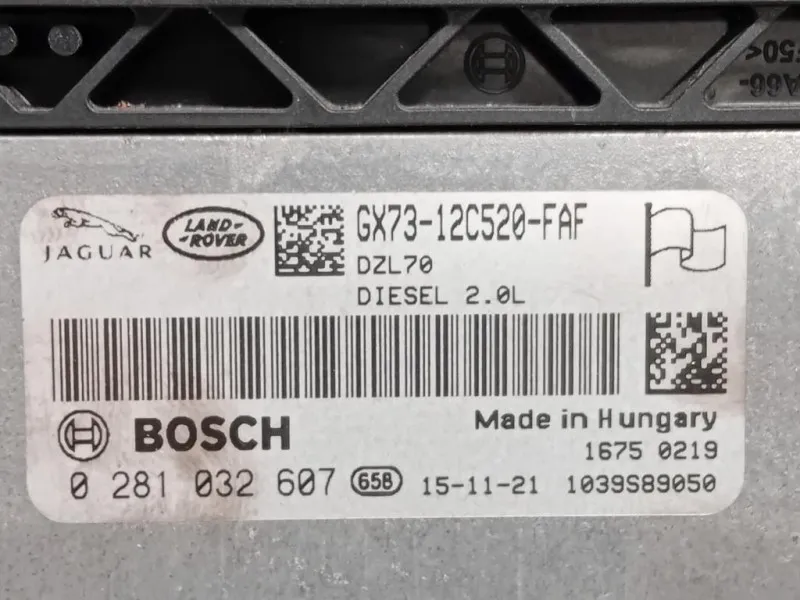 JAGUAR
LAND-
-ROVER
GX73-12C520-FAF
DZL70
DIESEL 2.0L
BOSCH
Made in Hungary
1675 0219
0 281 032 607 65B 15-11-21 1039S89050